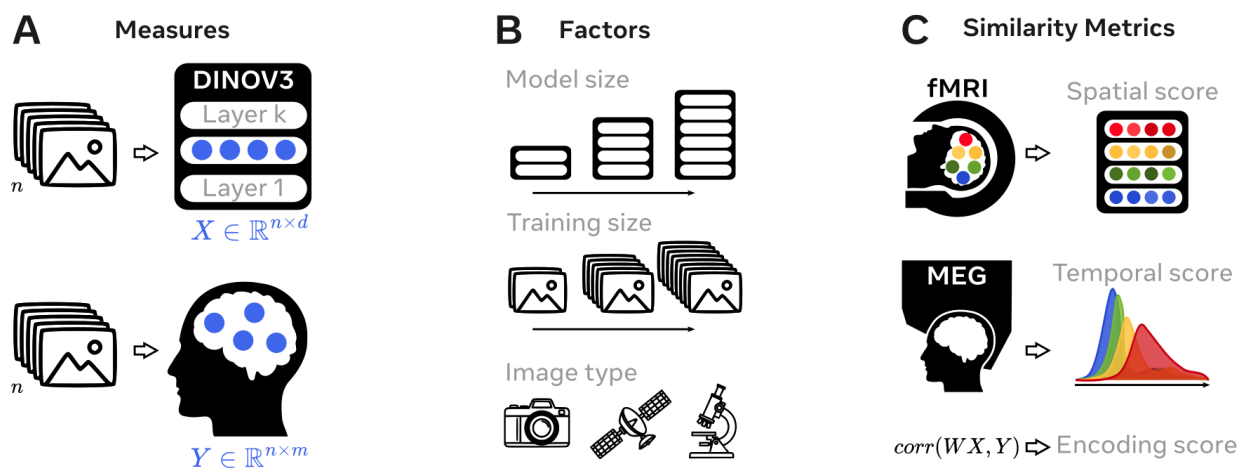 A Measures
DINOV3
Layer k
Layer 1
n
X ∈ ℝ^{n×d}
n
Y ∈ ℝ^{n×m}
B Factors
Model size
Training size
Image type
C Similarity Metrics
fMRI
Spatial score
MEG
Temporal score
corr(WX, Y) ⇨ Encoding score